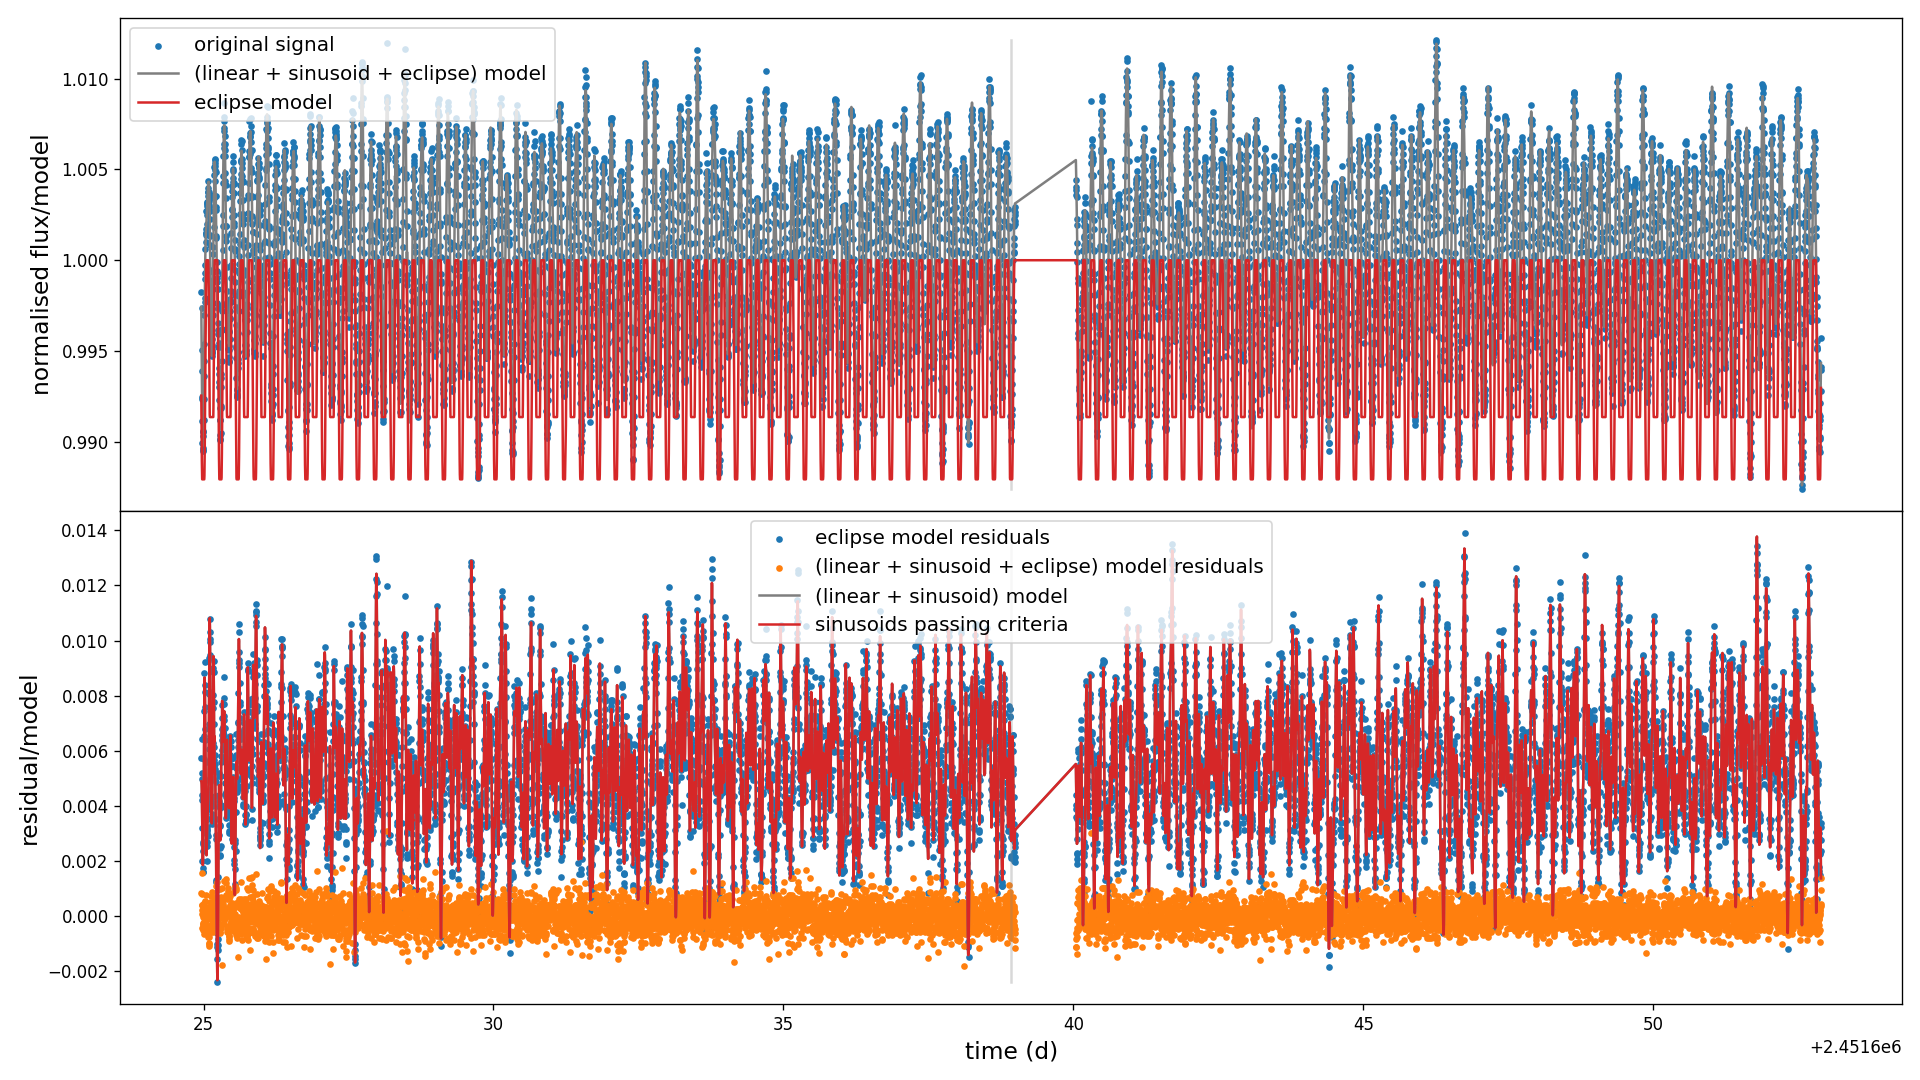 original signal
(linear + sinusoid + eclipse) model
eclipse model
normalised flux/model
1.010
1.005
1.000
0.995
0.990
eclipse model residuals
(linear + sinusoid + eclipse) model residuals
(linear + sinusoid) model
sinusoids passing criteria
residual/model
0.014
0.012
0.010
0.008
0.006
0.004
0.002
0.000
−0.002
25 30 35 40 45 50
time (d)
+2.4516e6